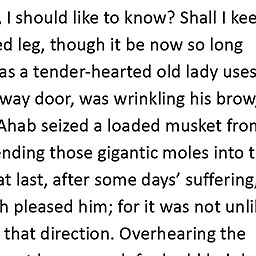 , I should like to know? Shall I kee
ed leg, though it be now so long
as a tender-hearted old lady uses
way door, was wrinkling his brow
Ahab seized a loaded musket from
ending those gigantic moles into t
at last, after some days’ suffering,
h pleased him; for it was not unli
that direction. Overhearing the